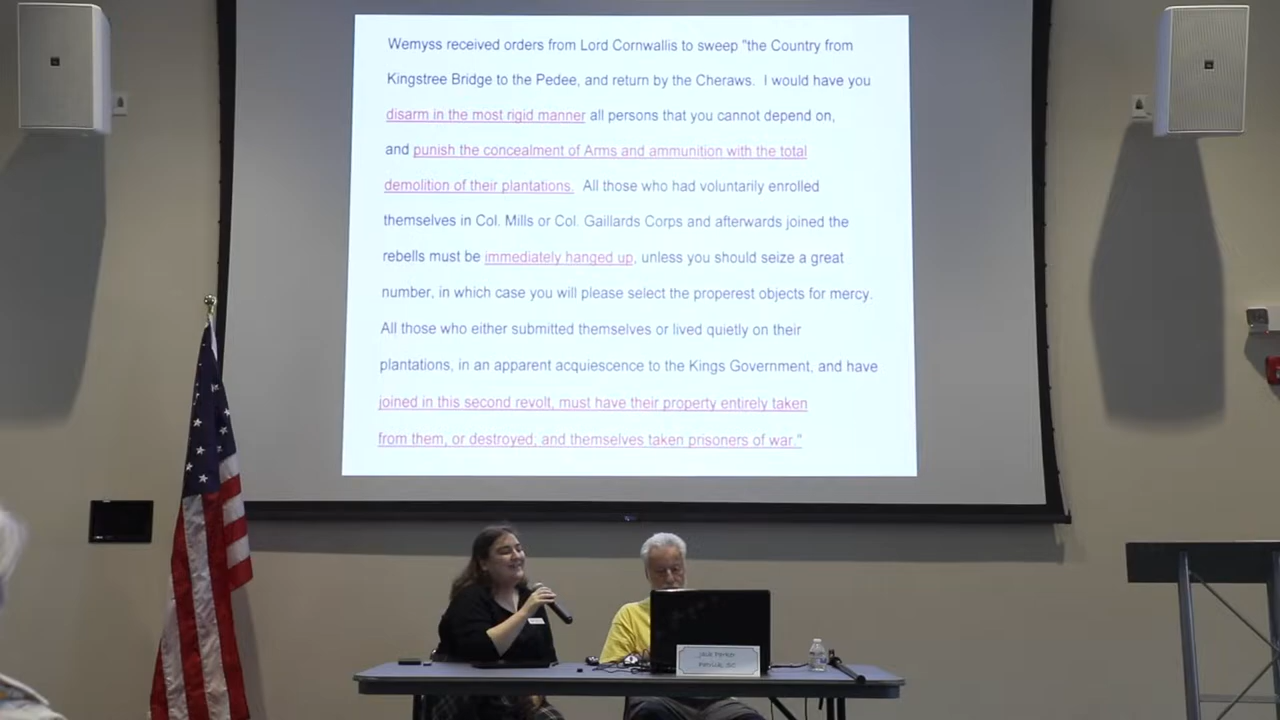 Wemyss received orders from Lord Cornwallis to sweep "the Country from
Kingstree Bridge to the Pedee, and return by the Cheraws. I would have you
disarm in the most rigid manner all persons that you cannot depend on,
and punish the concealment of Arms and ammunition with the total
demolition of their plantations. All those who had voluntarily enrolled
themselves in Col. Mills or Col. Gaillards Corps and afterwards joined the
rebells must be immediately hanged up, unless you should seize a great
number, in which case you will please select the properest objects for mercy.
All those who either submitted themselves or lived quietly on their
plantations, in an apparent acquiescence to the Kings Government, and have
joined in this second revolt, must have their property entirely taken
from them, or destroyed, and themselves taken prisoners of war."
Parker
SC